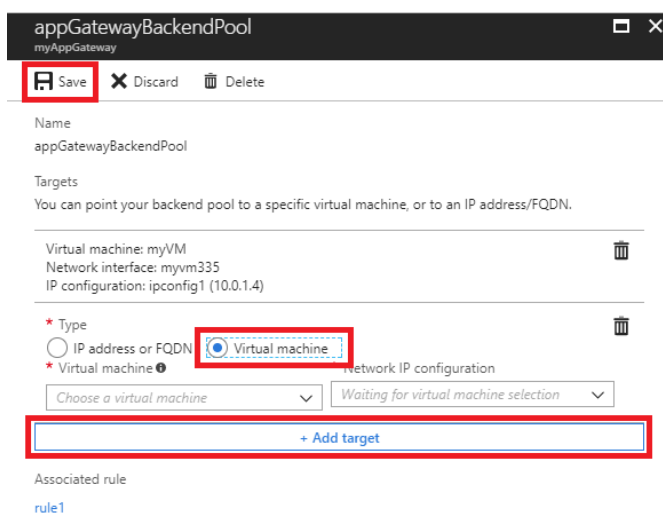 appGatewayBackendPool
myAppGateway
Save Discard Delete
Name
appGatewayBackendPool
Targets
You can point your backend pool to a specific virtual machine, or to an IP address/FQDN.
Virtual machine: myVM
Network interface: myvm335
IP configuration: ipconfig1 (10.0.1.4)
* Type
IP address or FQDN Virtual machine
* Virtual machine Network IP configuration
Choose a virtual machine Waiting for virtual machine selection
+ Add target
Associated rule
rule1